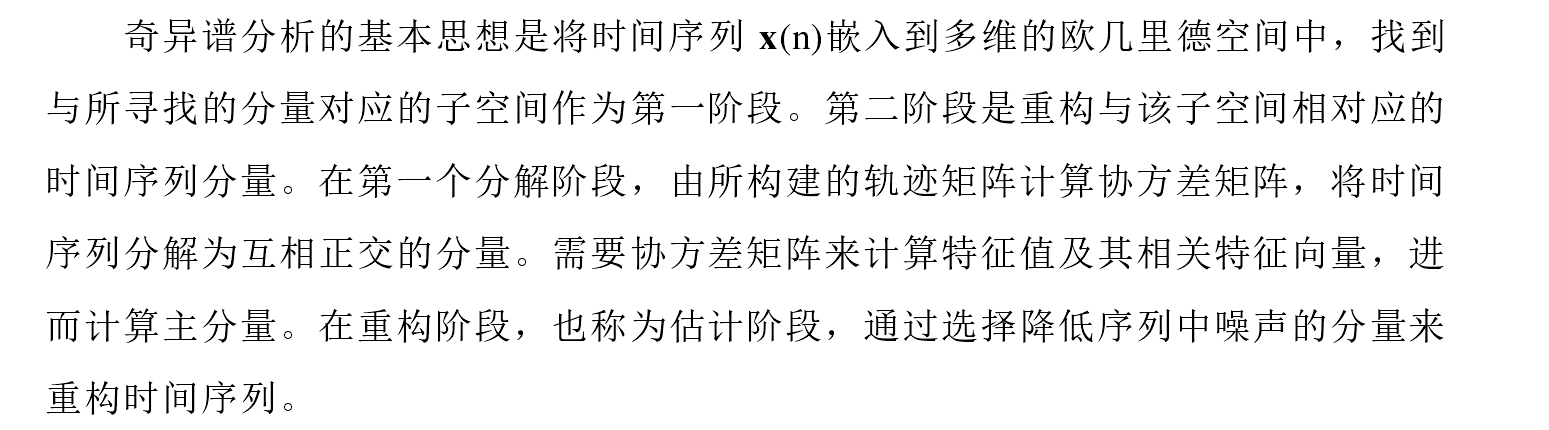 奇异谱分析的基本思想是将时间序列 x(n)嵌入到多维的欧几里德空间中，找到
与所寻找的分量对应的子空间作为第一阶段。第二阶段是重构与该子空间相对应的
时间序列分量。在第一个分解阶段，由所构建的轨迹矩阵计算协方差矩阵，将时间
序列分解为互相正交的分量。需要协方差矩阵来计算特征值及其相关特征向量，进
而计算主分量。在重构阶段，也称为估计阶段，通过选择降低序列中噪声的分量来
重构时间序列。